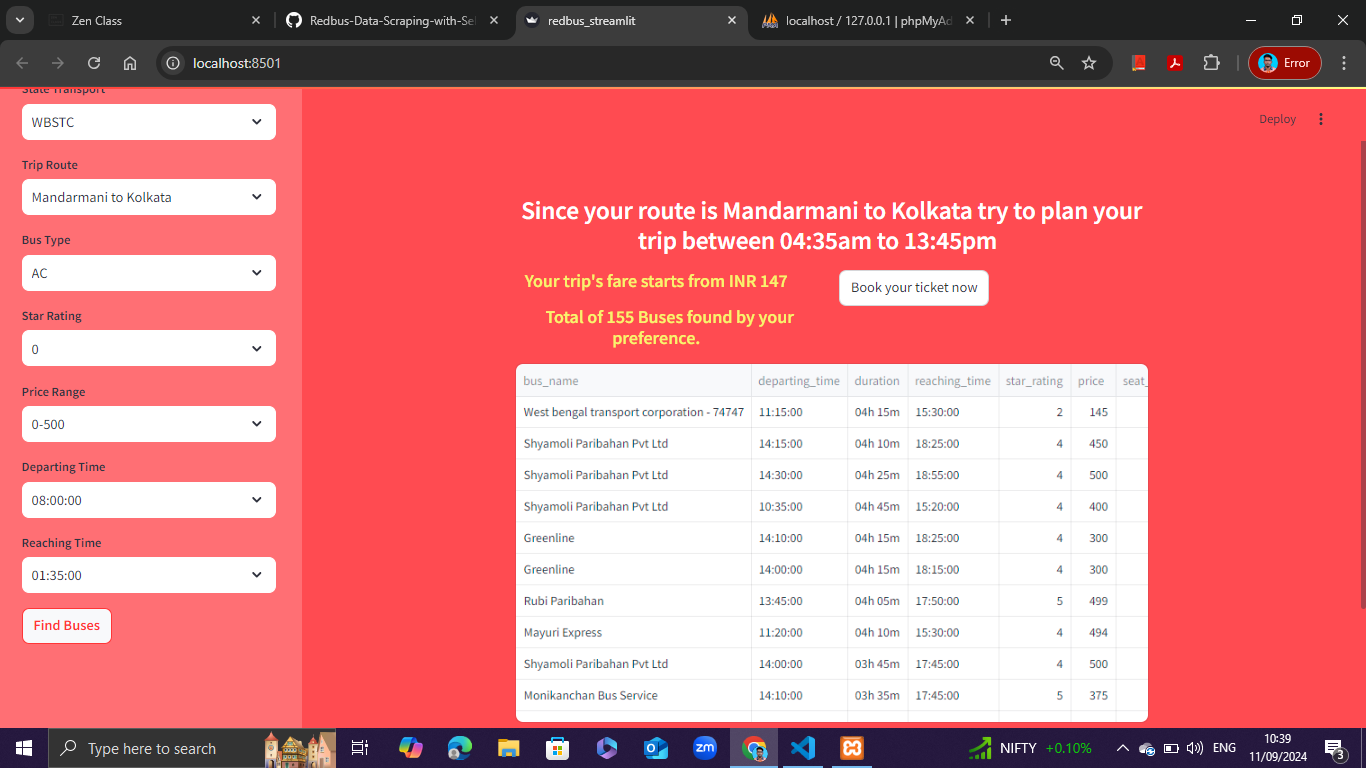 Zen Class
Redbus-Data-Scraping-with-Sel
redbus_streamlit
localhost / 127.0.0.1 | phpMyAd
localhost:8501
Error
State Transport
WBSTC
Trip Route
Mandarmani to Kolkata
Bus Type
AC
Star Rating
0
Price Range
0-500
Departing Time
08:00:00
Reaching Time
01:35:00
Find Buses
Deploy
Since your route is Mandarmani to Kolkata try to plan your
trip between 04:35am to 13:45pm
Your trip's fare starts from INR 147
Book your ticket now
Total of 155 Buses found by your
preference.
bus_name departing_time duration reaching_time star_rating price seat_
West bengal transport corporation - 74747 11:15:00 04h 15m 15:30:00 2 145
Shyamoli Paribahan Pvt Ltd 14:15:00 04h 10m 18:25:00 4 450
Shyamoli Paribahan Pvt Ltd 14:30:00 04h 25m 18:55:00 4 500
Shyamoli Paribahan Pvt Ltd 10:35:00 04h 45m 15:20:00 4 400
Greenline 14:10:00 04h 15m 18:25:00 4 300
Greenline 14:00:00 04h 15m 18:15:00 4 300
Rubi Paribahan 13:45:00 04h 05m 17:50:00 5 499
Mayuri Express 11:20:00 04h 10m 15:30:00 4 494
Shyamoli Paribahan Pvt Ltd 14:00:00 03h 45m 17:45:00 4 500
Monikanchan Bus Service 14:10:00 03h 35m 17:45:00 5 375
Type here to search
zm
NIFTY +0.10%
ENG
10:39
11/09/2024
3